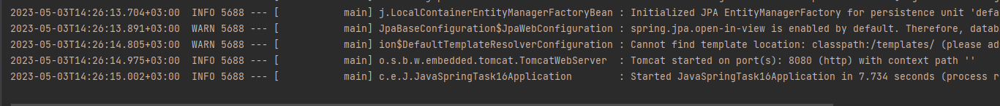 2023-05-03T14:26:13.704+03:00  INFO 5688 --- [           main] j.LocalContainerEntityManagerFactoryBean : Initialized JPA EntityManagerFactory for persistence unit 'defa
2023-05-03T14:26:13.891+03:00  WARN 5688 --- [           main] JpaBaseConfiguration$JpaWebConfiguration : spring.jpa.open-in-view is enabled by default. Therefore, datab
2023-05-03T14:26:14.805+03:00  WARN 5688 --- [           main] ion$DefaultTemplateResolverConfiguration : Cannot find template location: classpath:/templates/ (please ad
2023-05-03T14:26:14.975+03:00  INFO 5688 --- [           main] o.s.b.w.embedded.tomcat.TomcatWebServer  : Tomcat started on port(s): 8080 (http) with context path ''
2023-05-03T14:26:15.002+03:00  INFO 5688 --- [           main] c.e.J.JavaSpringTask16Application        : Started JavaSpringTask16Application in 7.734 seconds (process r